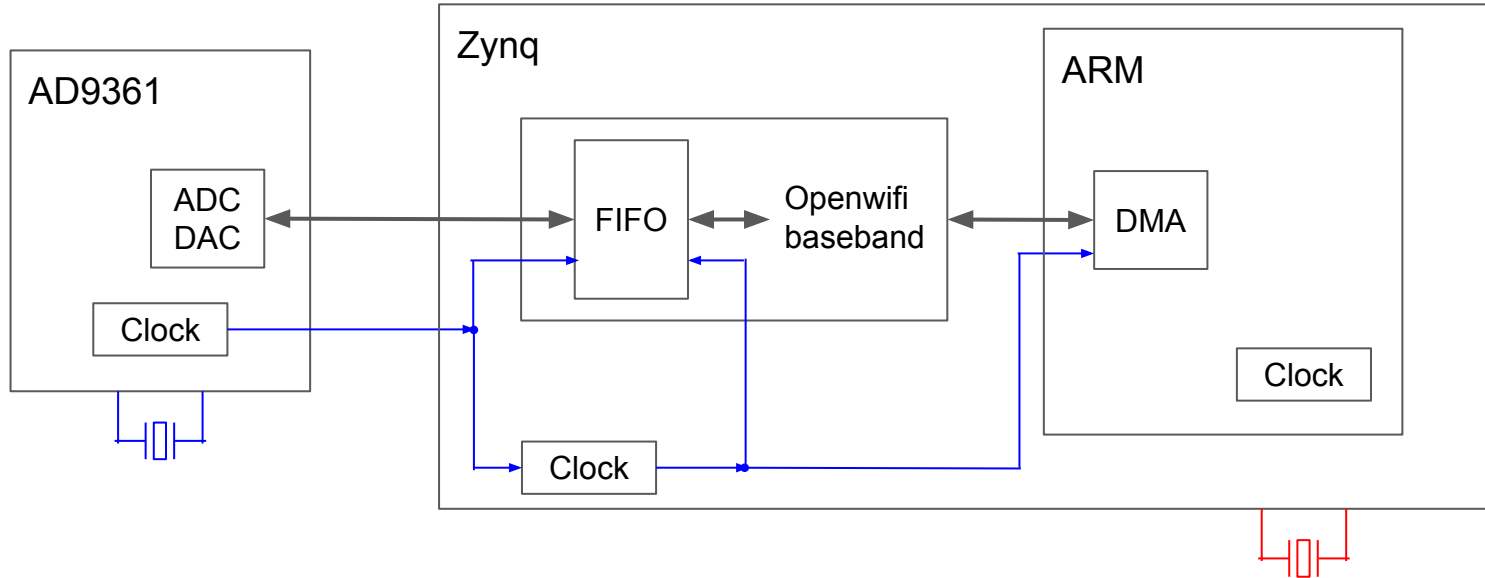 AD9361
ADC
DAC
Clock
Zynq
FIFO
Openwifi
baseband
Clock
ARM
DMA
Clock